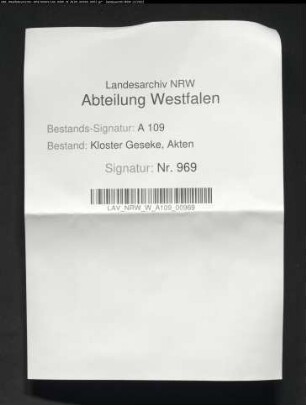 Landesarchiv NRW
Abteilung Westfalen
Bestands-Signatur: A 109
Bestand: Kloster Geseke, Akten
Signatur: Nr. 969
LAV_NRW_W_A109_00969